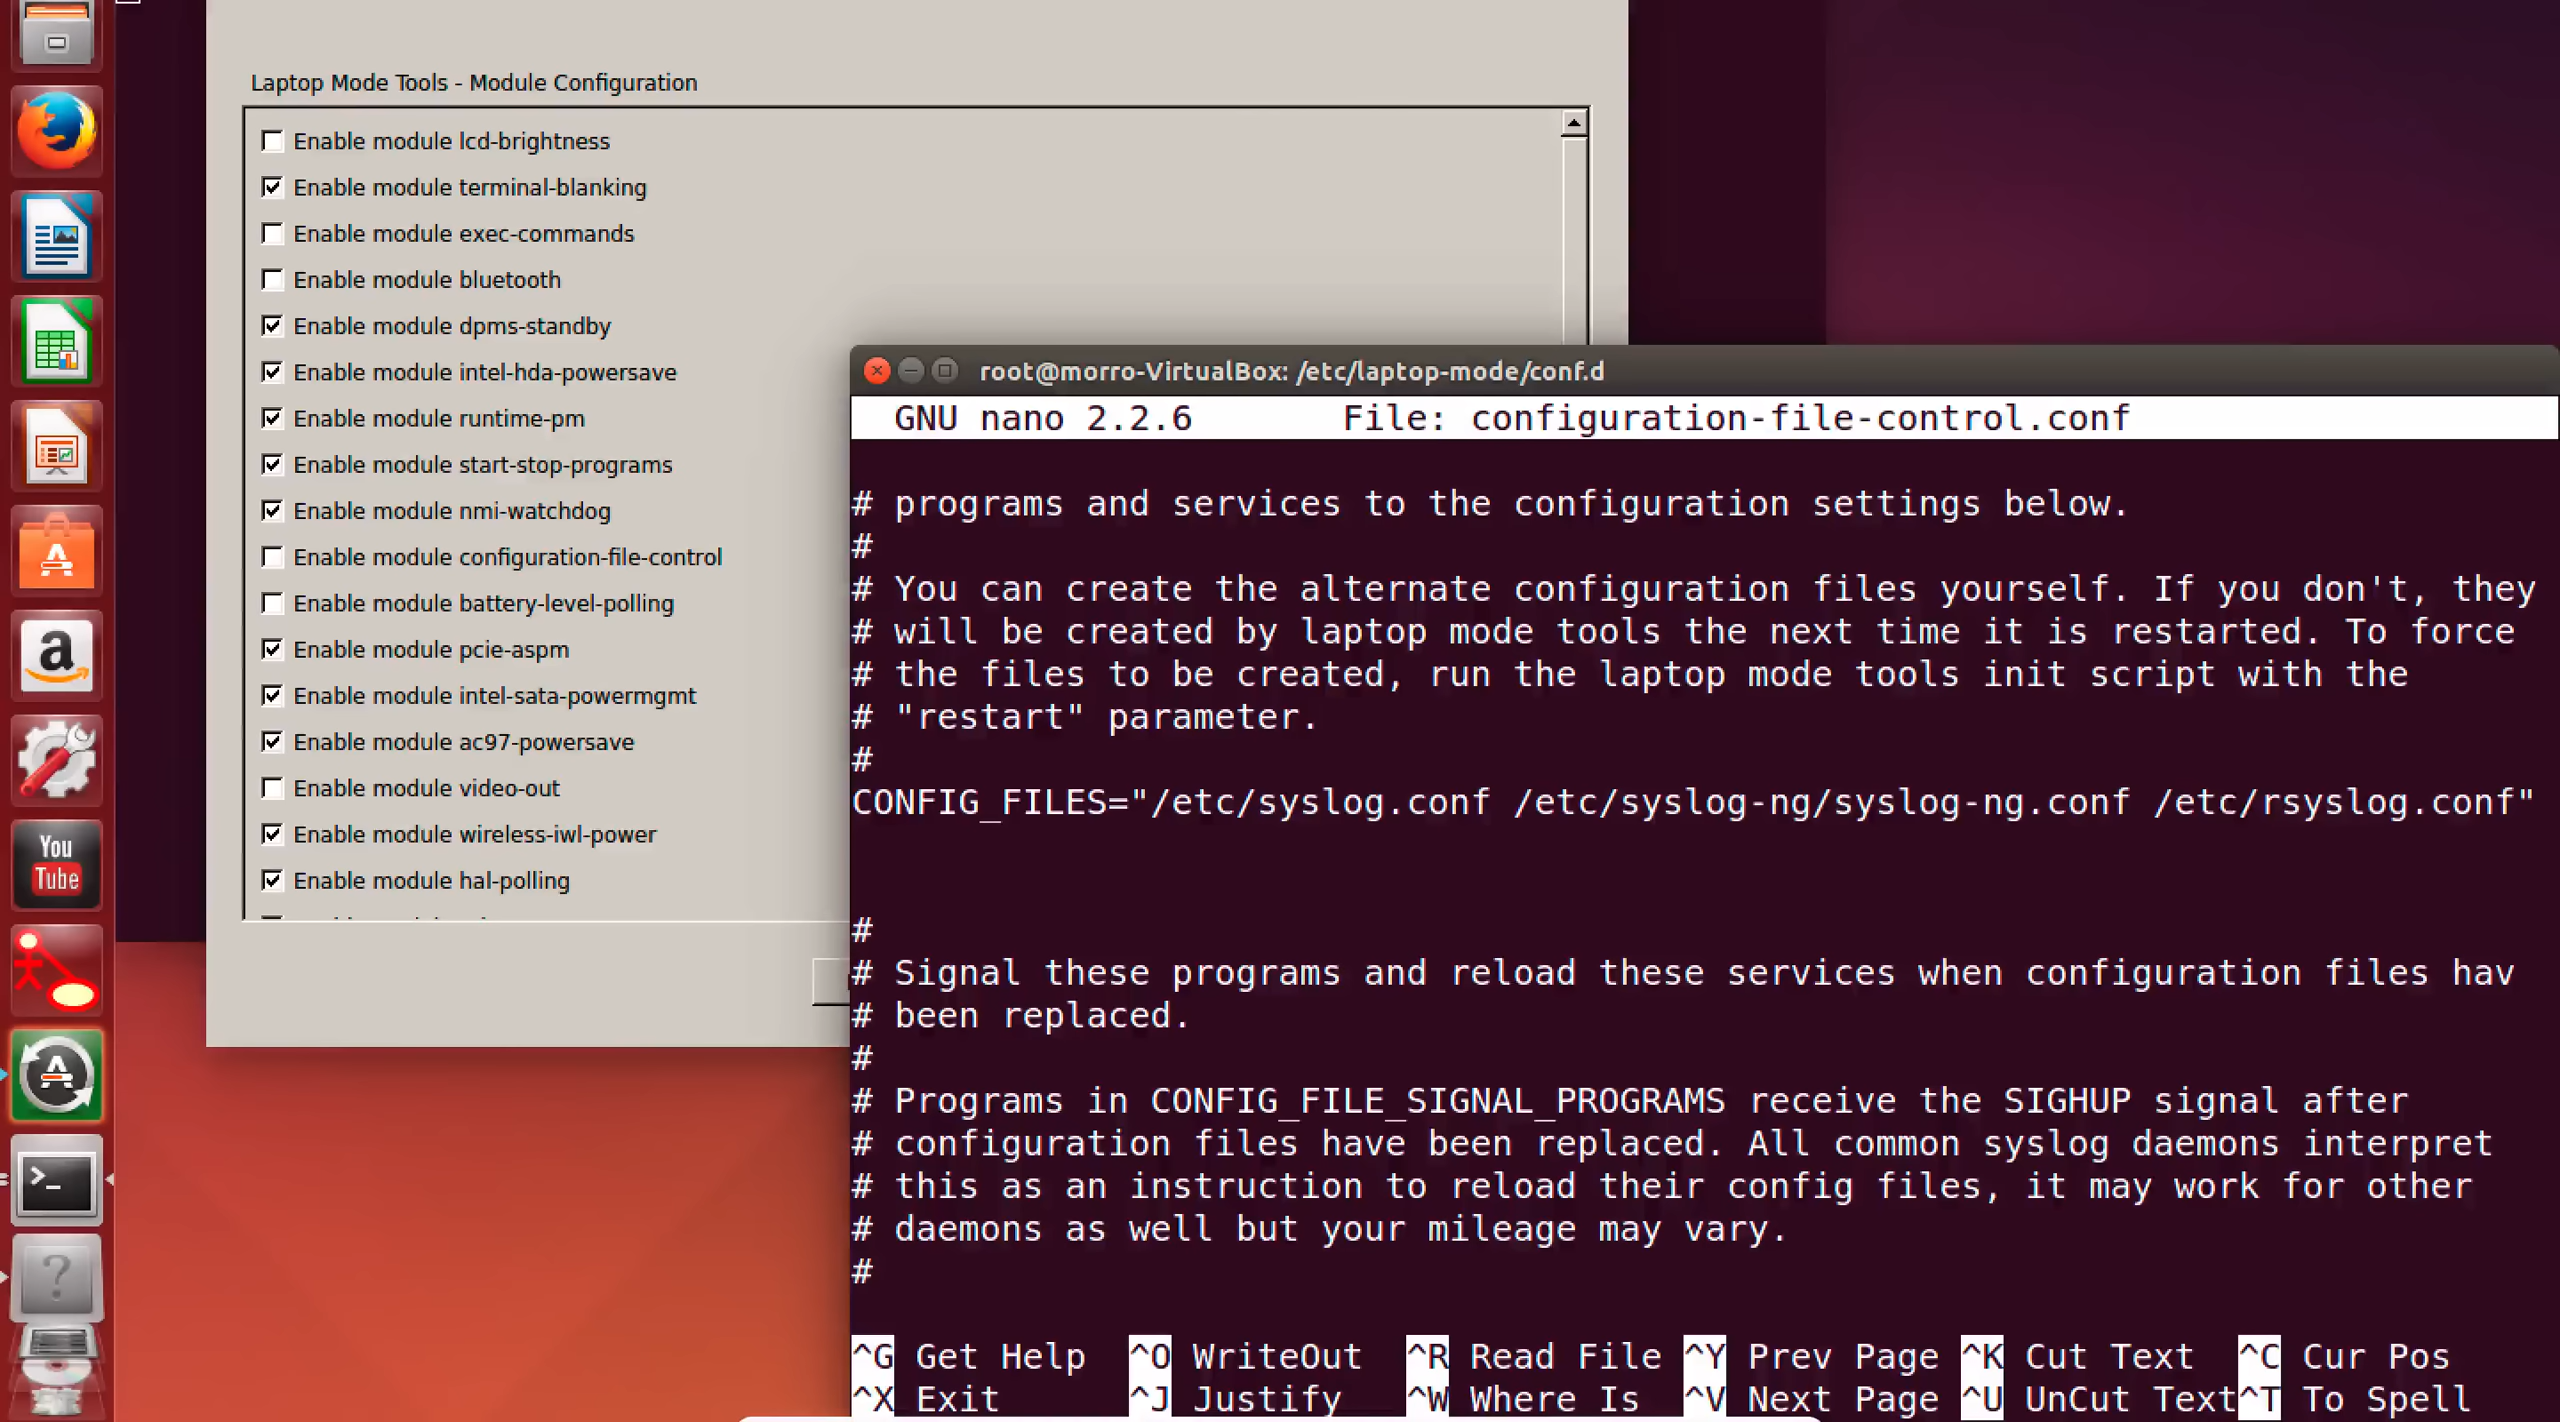 Laptop Mode Tools - Module Configuration
Enable module lcd-brightness
Enable module terminal-blanking
Enable module exec-commands
Enable module bluetooth
Enable module dpms-standby
Enable module intel-hda-powersave
Enable module runtime-pm
Enable module start-stop-programs
Enable module nmi-watchdog
Enable module configuration-file-control
Enable module battery-level-polling
Enable module pcie-aspm
Enable module intel-sata-powermgmt
Enable module ac97-powersave
Enable module video-out
Enable module wireless-iwl-power
Enable module hal-polling
You
Tube
root@morro-VirtualBox: /etc/laptop-mode/conf.d
GNU nano 2.2.6 File: configuration-file-control.conf
# programs and services to the configuration settings below.
#
# You can create the alternate configuration files yourself. If you don't, they
# will be created by laptop mode tools the next time it is restarted. To force
# the files to be created, run the laptop mode tools init script with the
# "restart" parameter.
#
CONFIG_FILES="/etc/syslog.conf /etc/syslog-ng/syslog-ng.conf /etc/rsyslog.conf"
#
# Signal these programs and reload these services when configuration files hav
# been replaced.
#
# Programs in CONFIG_FILE_SIGNAL_PROGRAMS receive the SIGHUP signal after
# configuration files have been replaced. All common syslog daemons interpret
# this as an instruction to reload their config files, it may work for other
# daemons as well but your mileage may vary.
#
^G Get Help ^O WriteOut ^R Read File ^Y Prev Page ^K Cut Text ^C Cur Pos
^X Exit ^J Justify ^W Where Is ^V Next Page ^U UnCut Text ^T To Spell